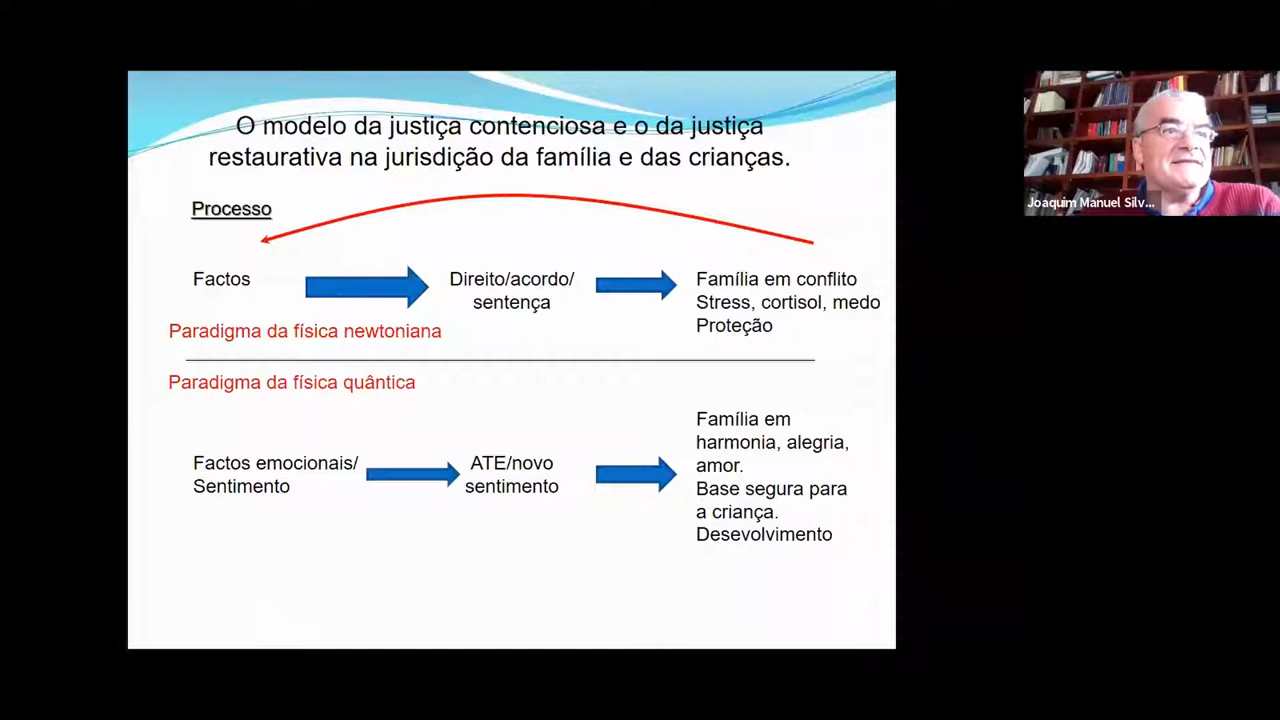 O modelo da justiça contenciosa e o da justiça
restaurativa na jurisdição da família e das crianças.
Processo
Factos
Direito/acordo/
sentença
Família em conflito
Stress, cortisol, medo
Proteção
Paradigma da física newtoniana
Paradigma da física quântica
Factos emocionais/
Sentimento
ATE/novo
sentimento
Família em
harmonia, alegria,
amor.
Base segura para
a criança.
Desevolvimento
Joaquim Manuel Silv...